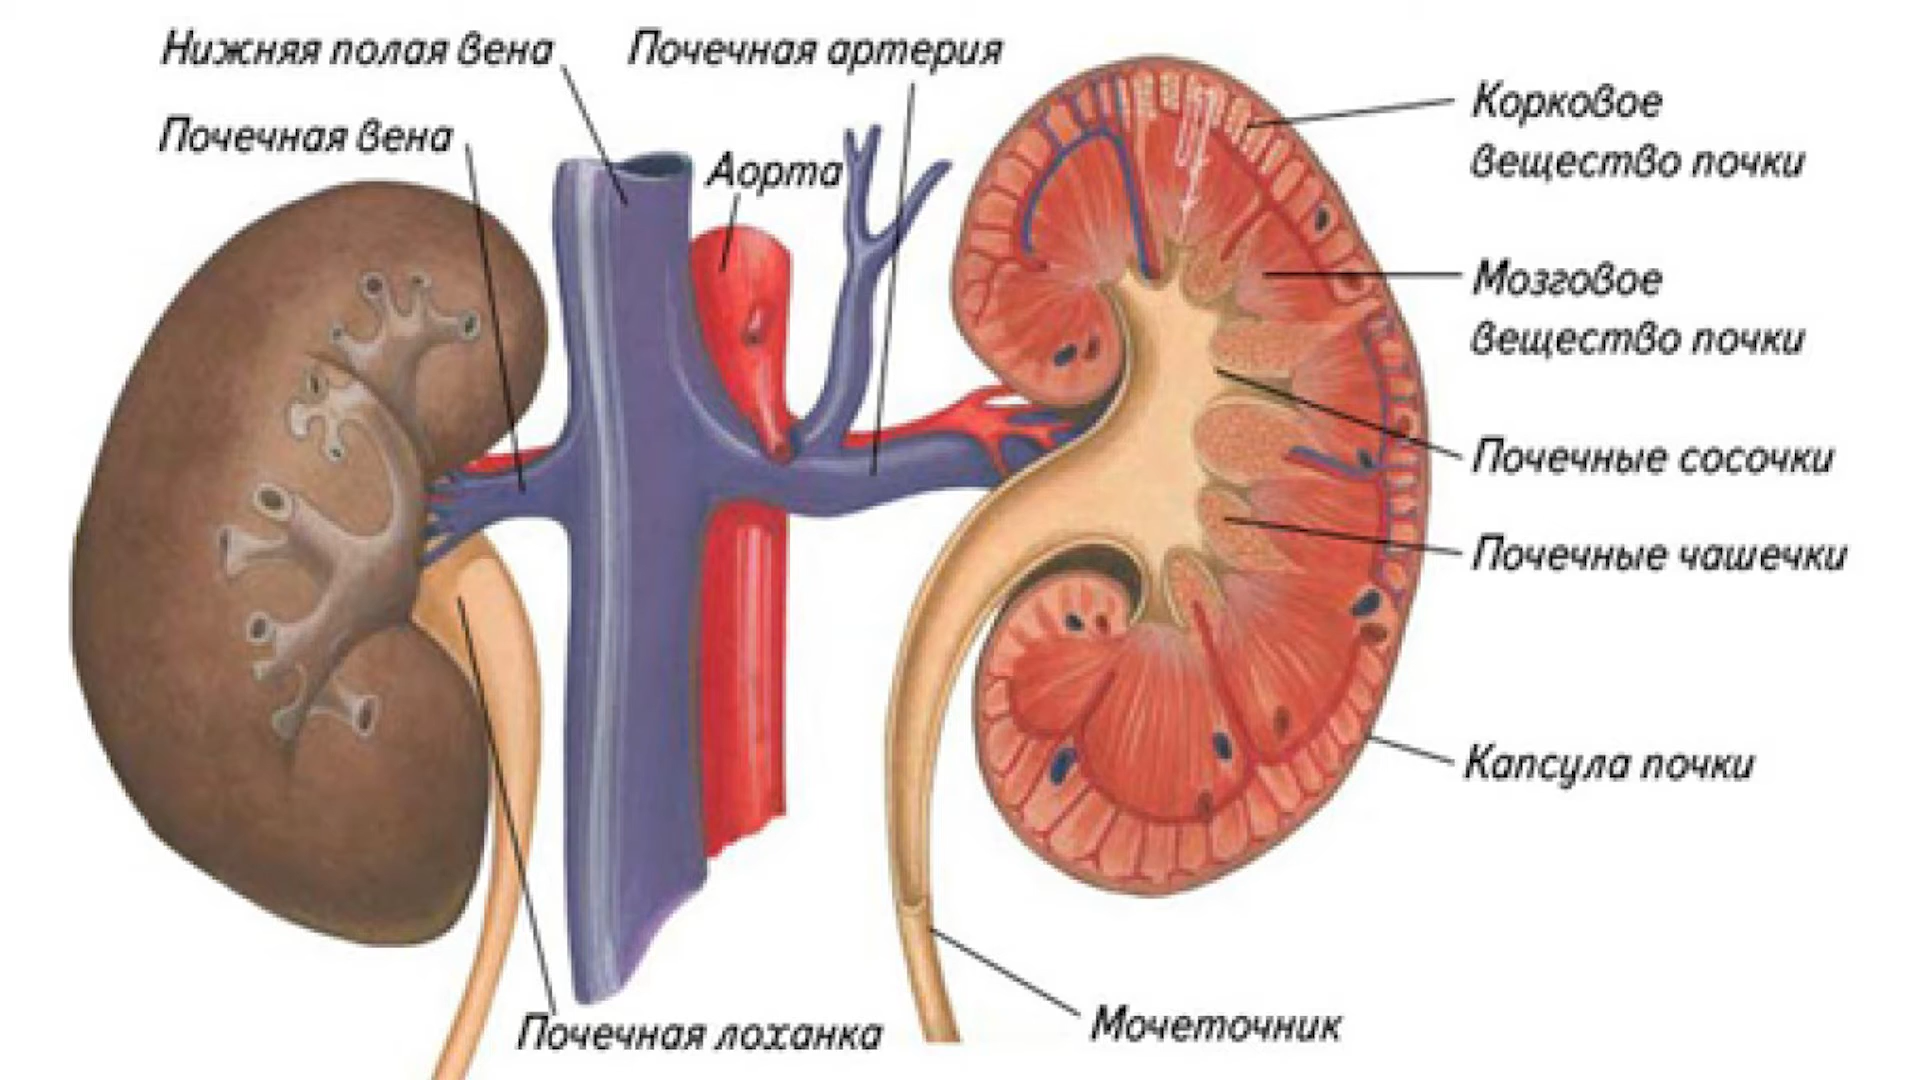 Нижняя полая вена
Почечная артерия
Почечная вена
Аорта
Корковое
вещество почки
Мозговое
вещество почки
Почечные сосочки
Почечные чашечки
Капсула почки
Почечная лоханка
Мочеточник